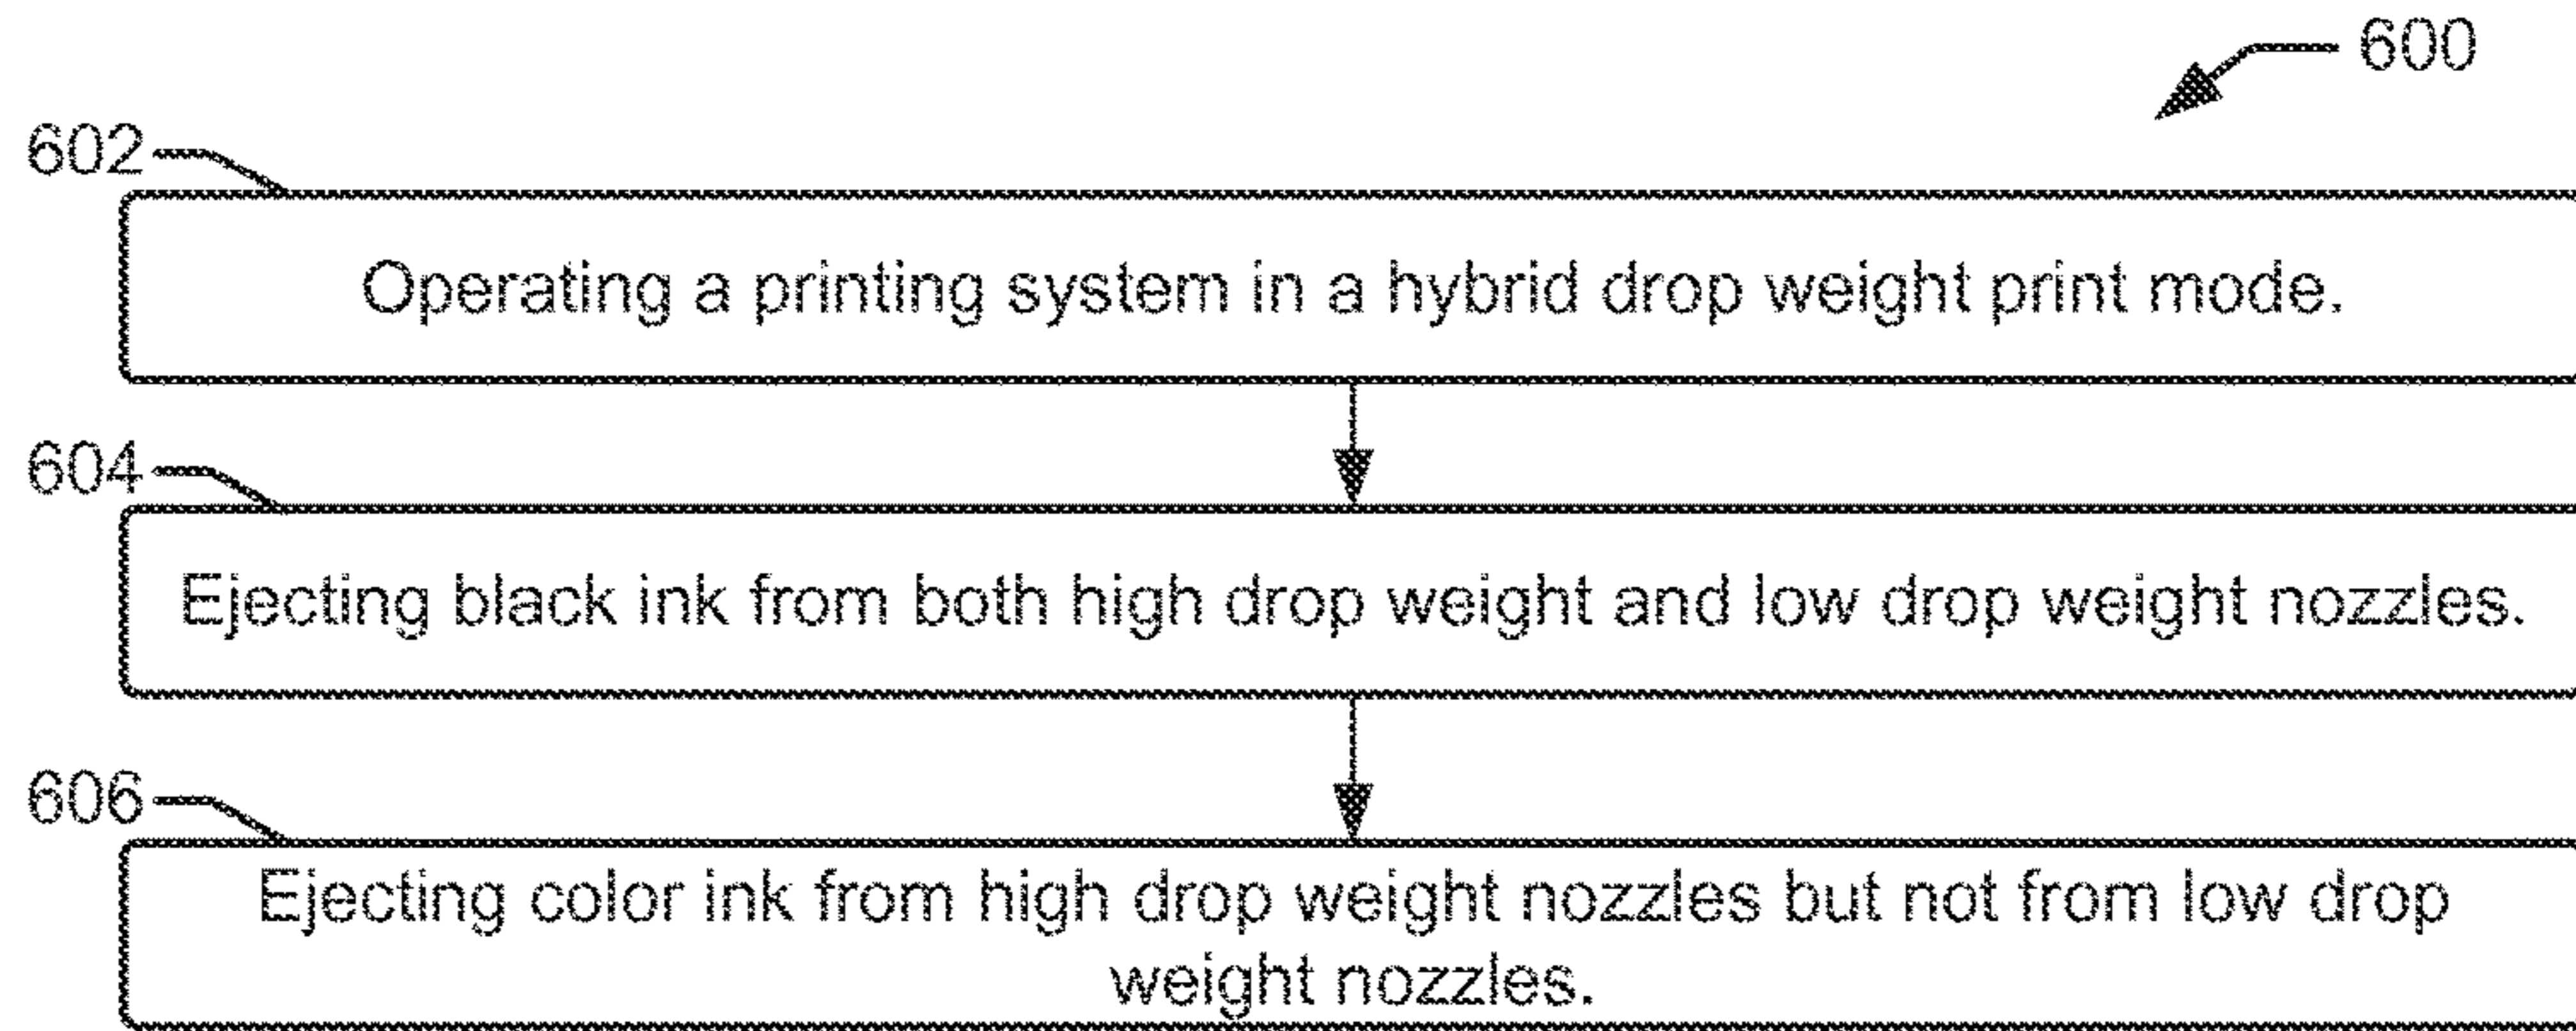 600
602
Operating a printing system in a hybrid drop weight print mode.
604
Ejecting black ink from both high drop weight and low drop weight nozzles.
606
Ejecting color ink from high drop weight nozzles but not from low drop
weight nozzles.